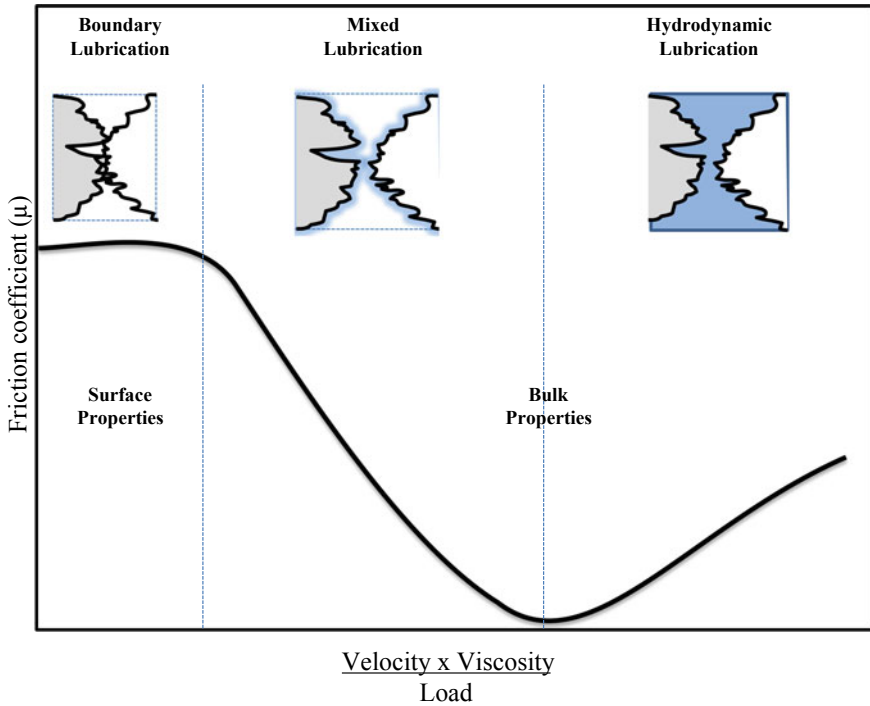 Boundary
Lubrication
Mixed
Lubrication
Hydrodynamic
Lubrication
Friction coefficient (μ)
Surface
Properties
Bulk
Properties
Velocity x Viscosity
Load